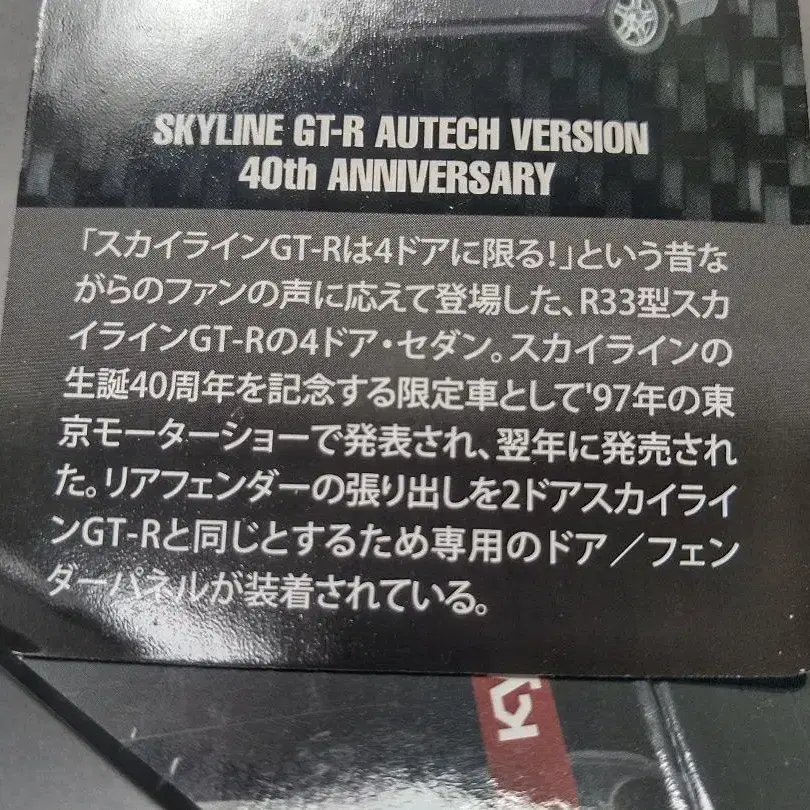 SKYLINE GT-R AUTECH VERSION
40th ANNIVERSARY
「スカイラインGT-Rは4ドアに限る!」という昔な
がらのファンの声に応えて登場した、R33型スカ
イラインGT-Rの4ドア・セダン。スカイラインの
生誕40周年を記念する限定車として'97年の東
京モーターショーで発表され、翌年に発売され
た。リアフェンダーの張り出しを2ドアスカイライ
ンGT-Rと同じとするため専用のドア／フェン
ダーパネルが装着されている。